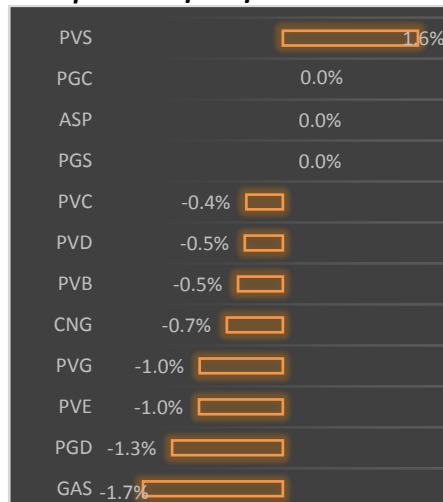 PVS 1.6%
PGC 0.0%
ASP 0.0%
PGS 0.0%
PVC -0.4%
PVD -0.5%
PVB -0.5%
CNG -0.7%
PVG -1.0%
PVE -1.0%
PGD -1.3%
GAS -1.7%